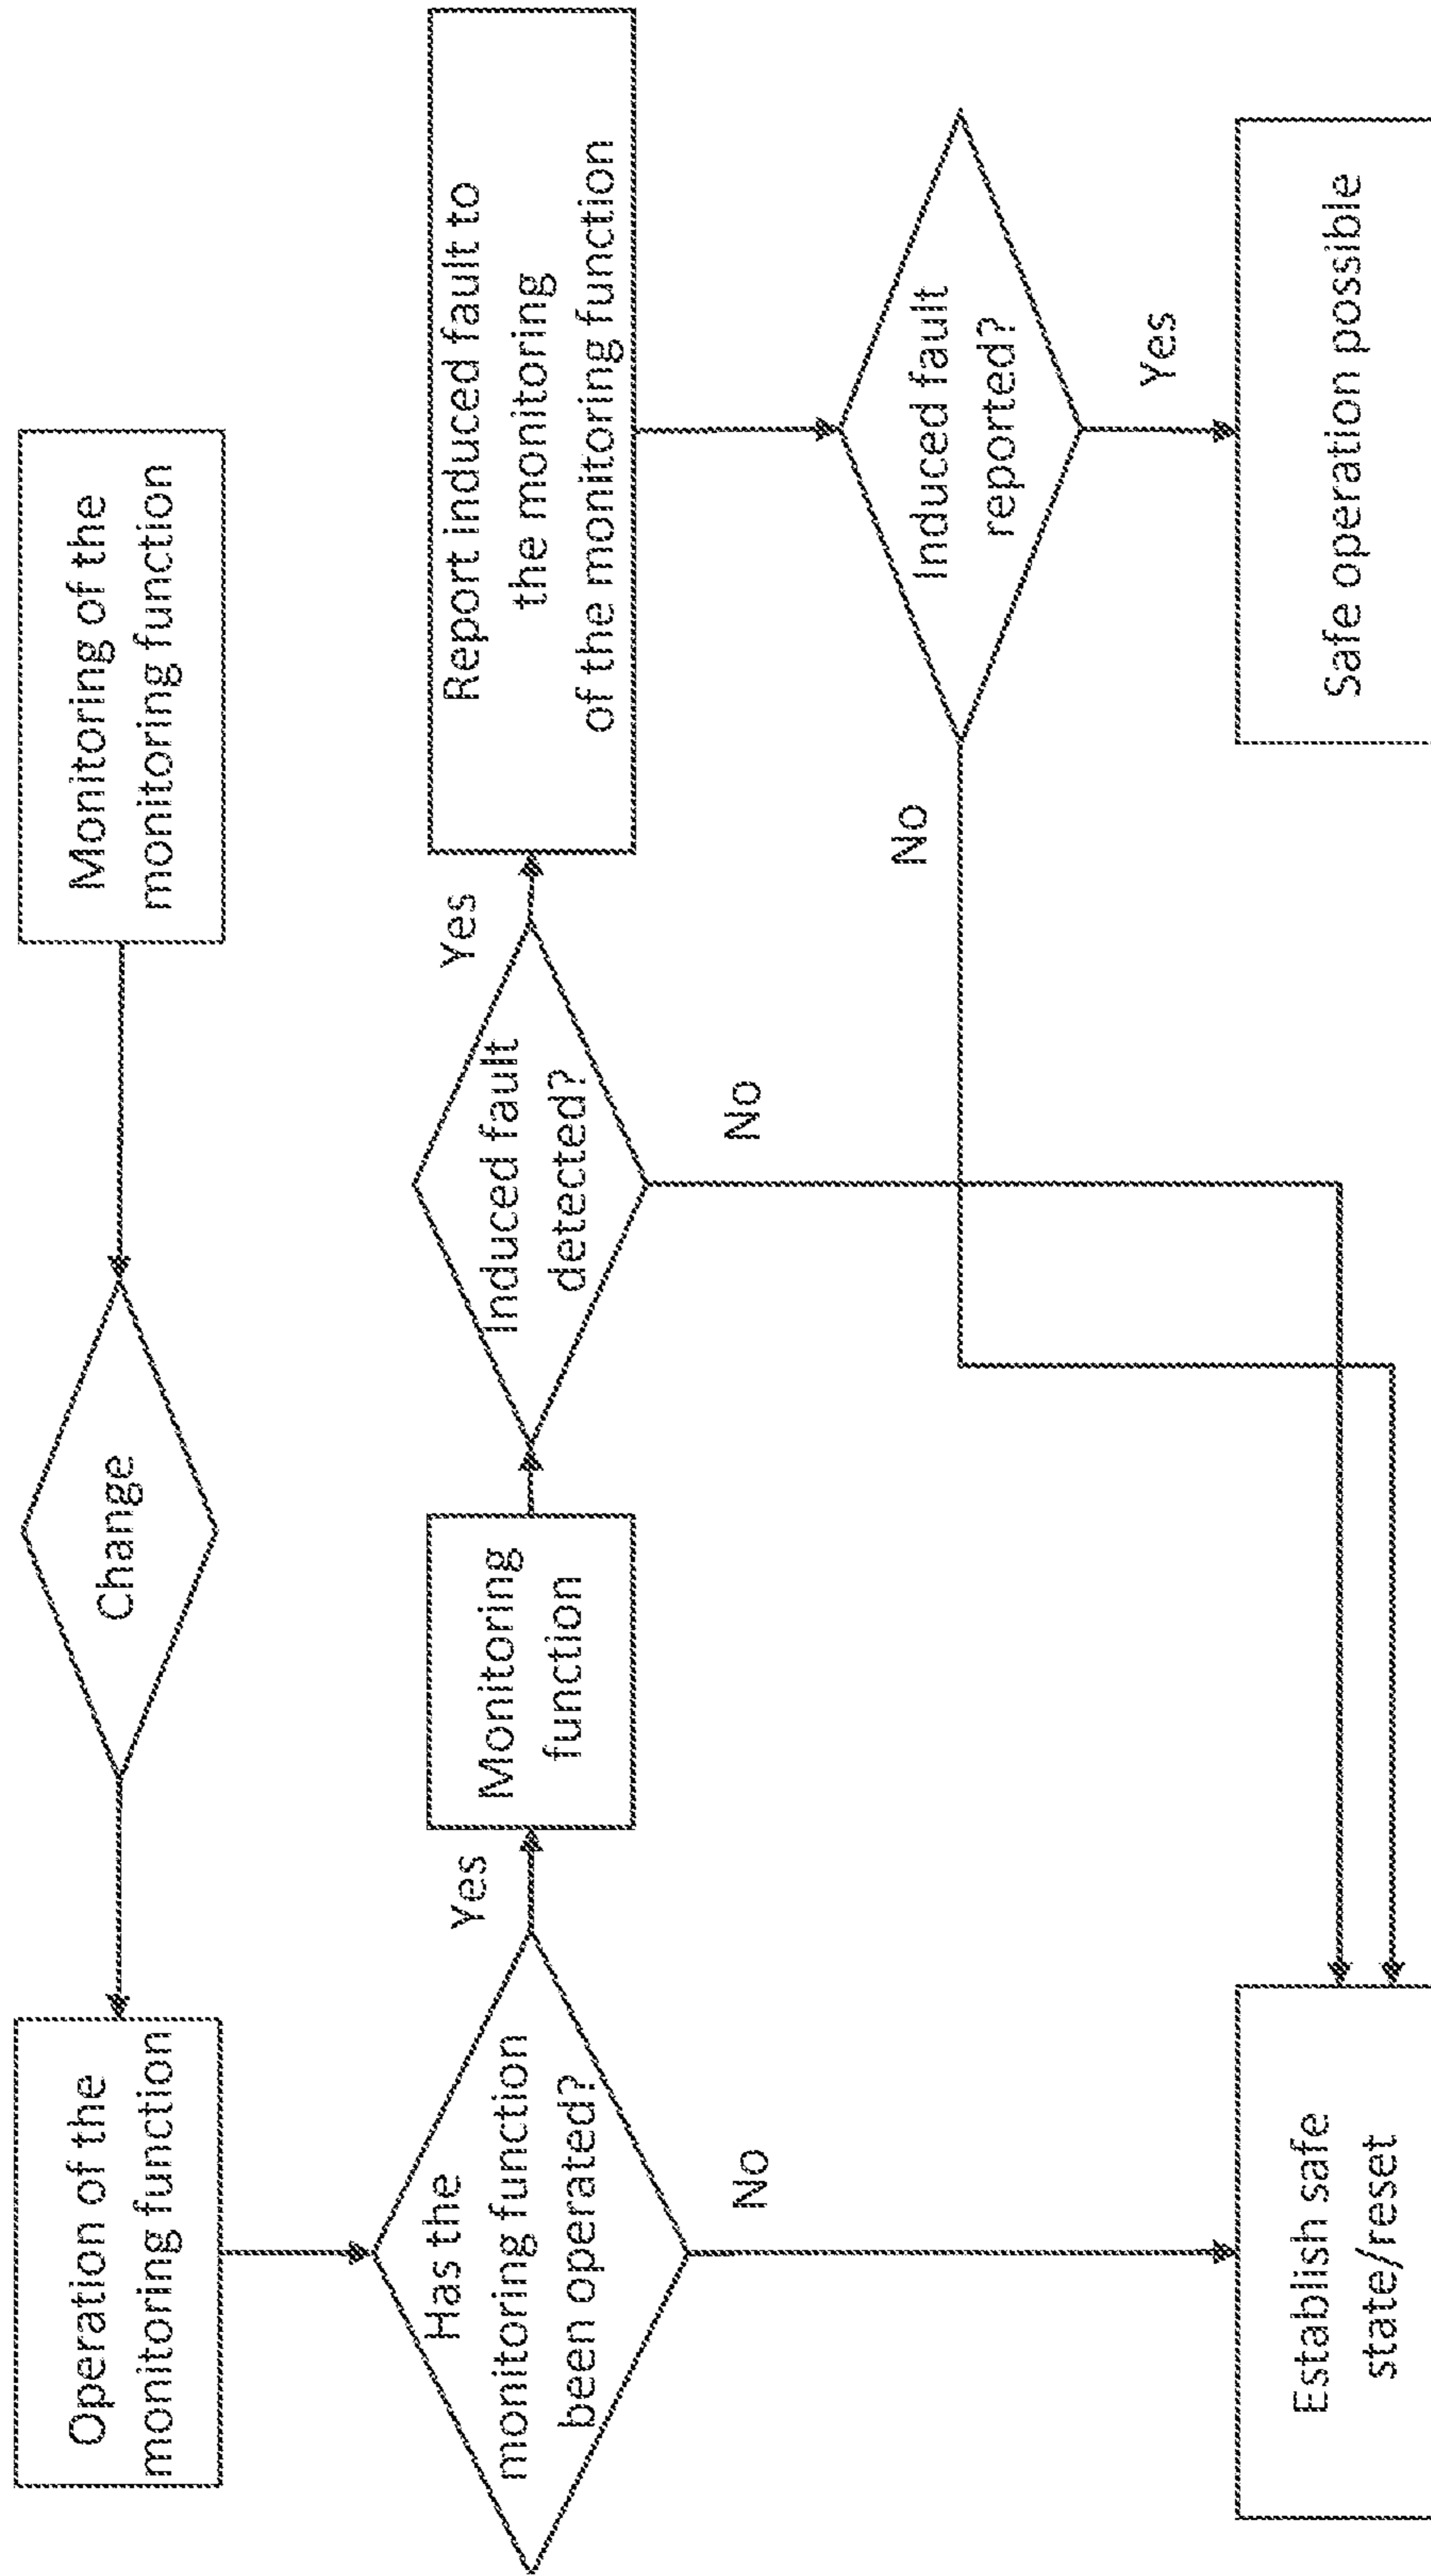 Operation of the
monitoring function
Change
Monitoring of the
monitoring function
Has the
monitoring function
been operated?
Yes
Monitoring
function
Induced fault
detected?
Yes
Report induced fault to
the monitoring
of the monitoring function
No
No
No
Induced fault
reported?
Yes
Establish safe
state/reset
Safe operation possible